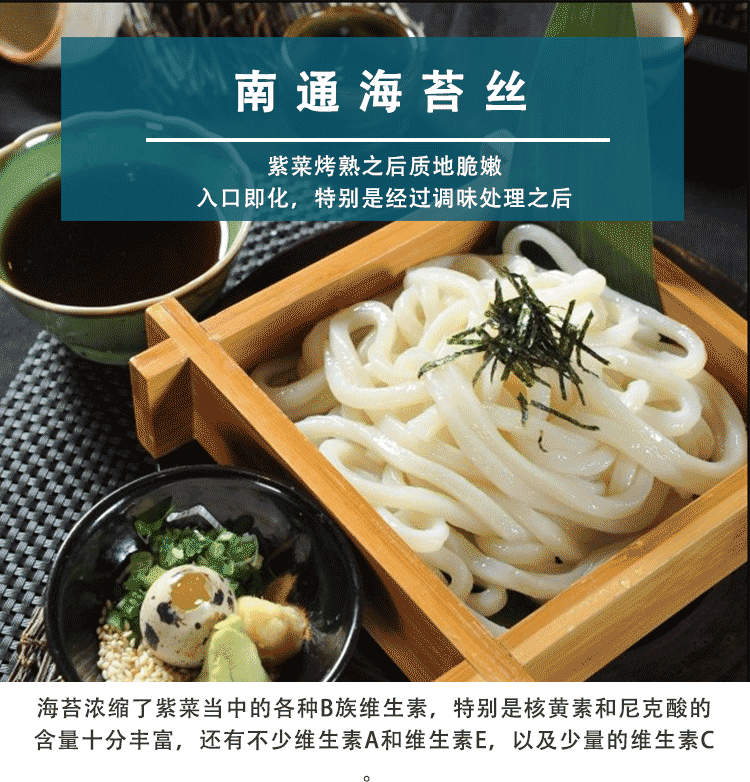 南通海苔丝
紫菜烤熟之后质地脆嫩
入口即化，特别是经过调味处理之后
海苔浓缩了紫菜当中的各种B族维生素，特别是核黄素和尼克酸的
含量十分丰富，还有不少维生素A和维生素E，以及少量的维生素C
。